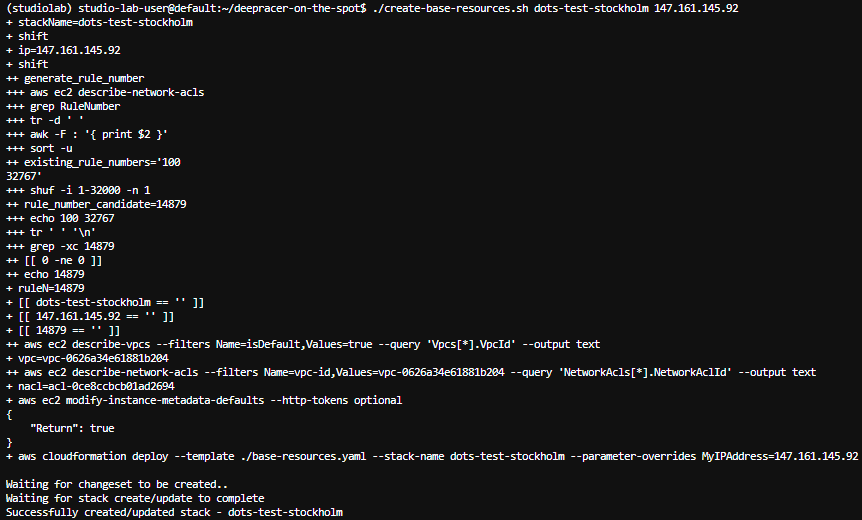 (studiolab) studio-lab-user@default:~/deepracer-on-the-spot$ ./create-base-resources.sh dots-test-stockholm 147.161.145.92
+ stackName=dots-test-stockholm
+ shift
+ ip=147.161.145.92
+ shift
++ generate_rule_number
+++ aws ec2 describe-network-acls
+++ grep RuleNumber
+++ tr -d ' '
+++ awk -F : '{ print $2 }'
+++ sort -u
++ existing_rule_numbers='100
32767'
+++ shuf -i 1-32000 -n 1
++ rule_number_candidate=14879
+++ echo 100 32767
+++ tr ' ' '\n'
+++ grep -xc 14879
++ [[ 0 -ne 0 ]]
++ echo 14879
+ ruleN=14879
+ [[ dots-test-stockholm == '' ]]
+ [[ 147.161.145.92 == '' ]]
+ [[ 14879 == '' ]]
++ aws ec2 describe-vpcs --filters Name=isDefault,Values=true --query 'Vpcs[*].VpcId' --output text
+ vpc=vpc-0626a34e61881b204
++ aws ec2 describe-network-acls --filters Name=vpc-id,Values=vpc-0626a34e61881b204 --query 'NetworkAcls[*].NetworkAclId' --output text
+ nacl=acl-0ce8ccbcb01ad2694
+ aws ec2 modify-instance-metadata-defaults --http-tokens optional
{
    "Return": true
}
+ aws cloudformation deploy --template ./base-resources.yaml --stack-name dots-test-stockholm --parameter-overrides MyIPAddress=147.161.145.92
Waiting for changeset to be created..
Waiting for stack create/update to complete
Successfully created/updated stack - dots-test-stockholm